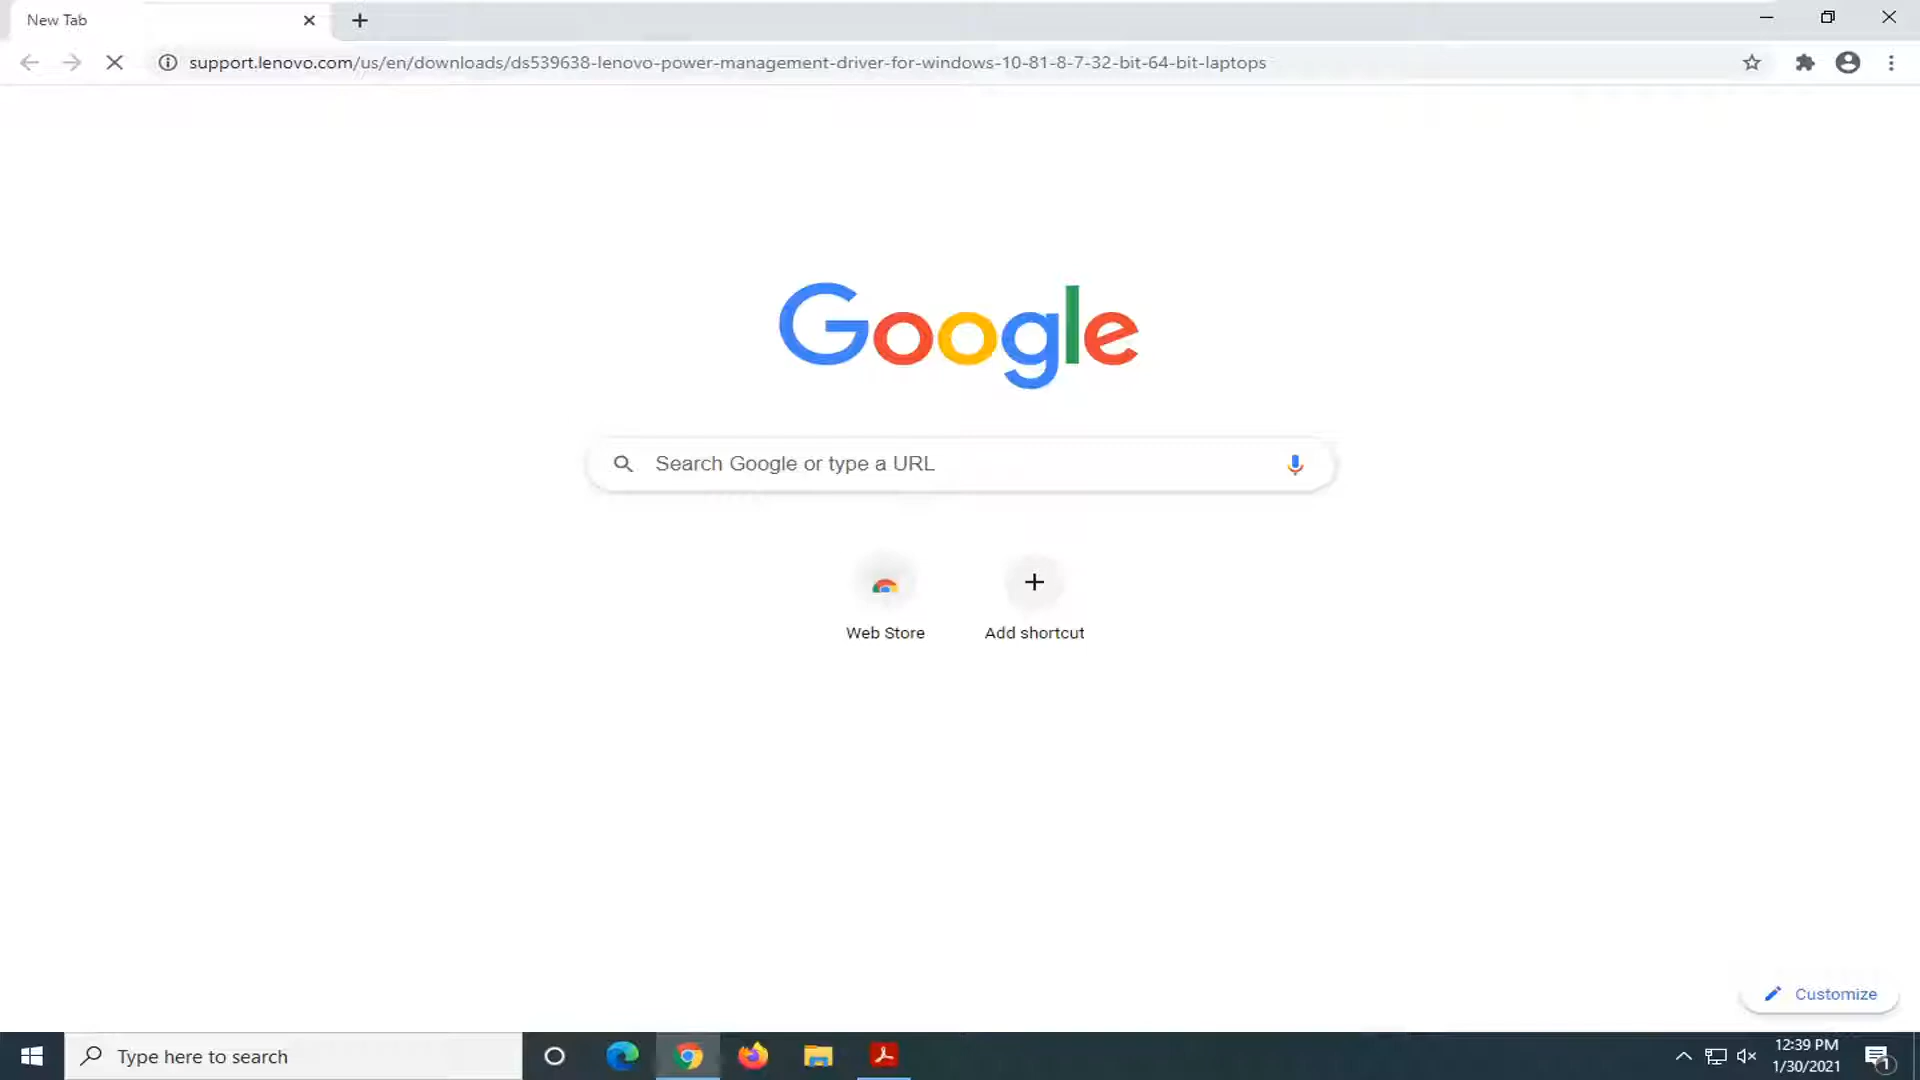 New Tab
support.lenovo.com/us/en/downloads/ds539638-lenovo-power-management-driver-for-windows-10-81-8-7-32-bit-64-bit-laptops
Google
Search Google or type a URL
Web Store
Add shortcut
Customize
Type here to search
12:39 PM
1/30/2021
1